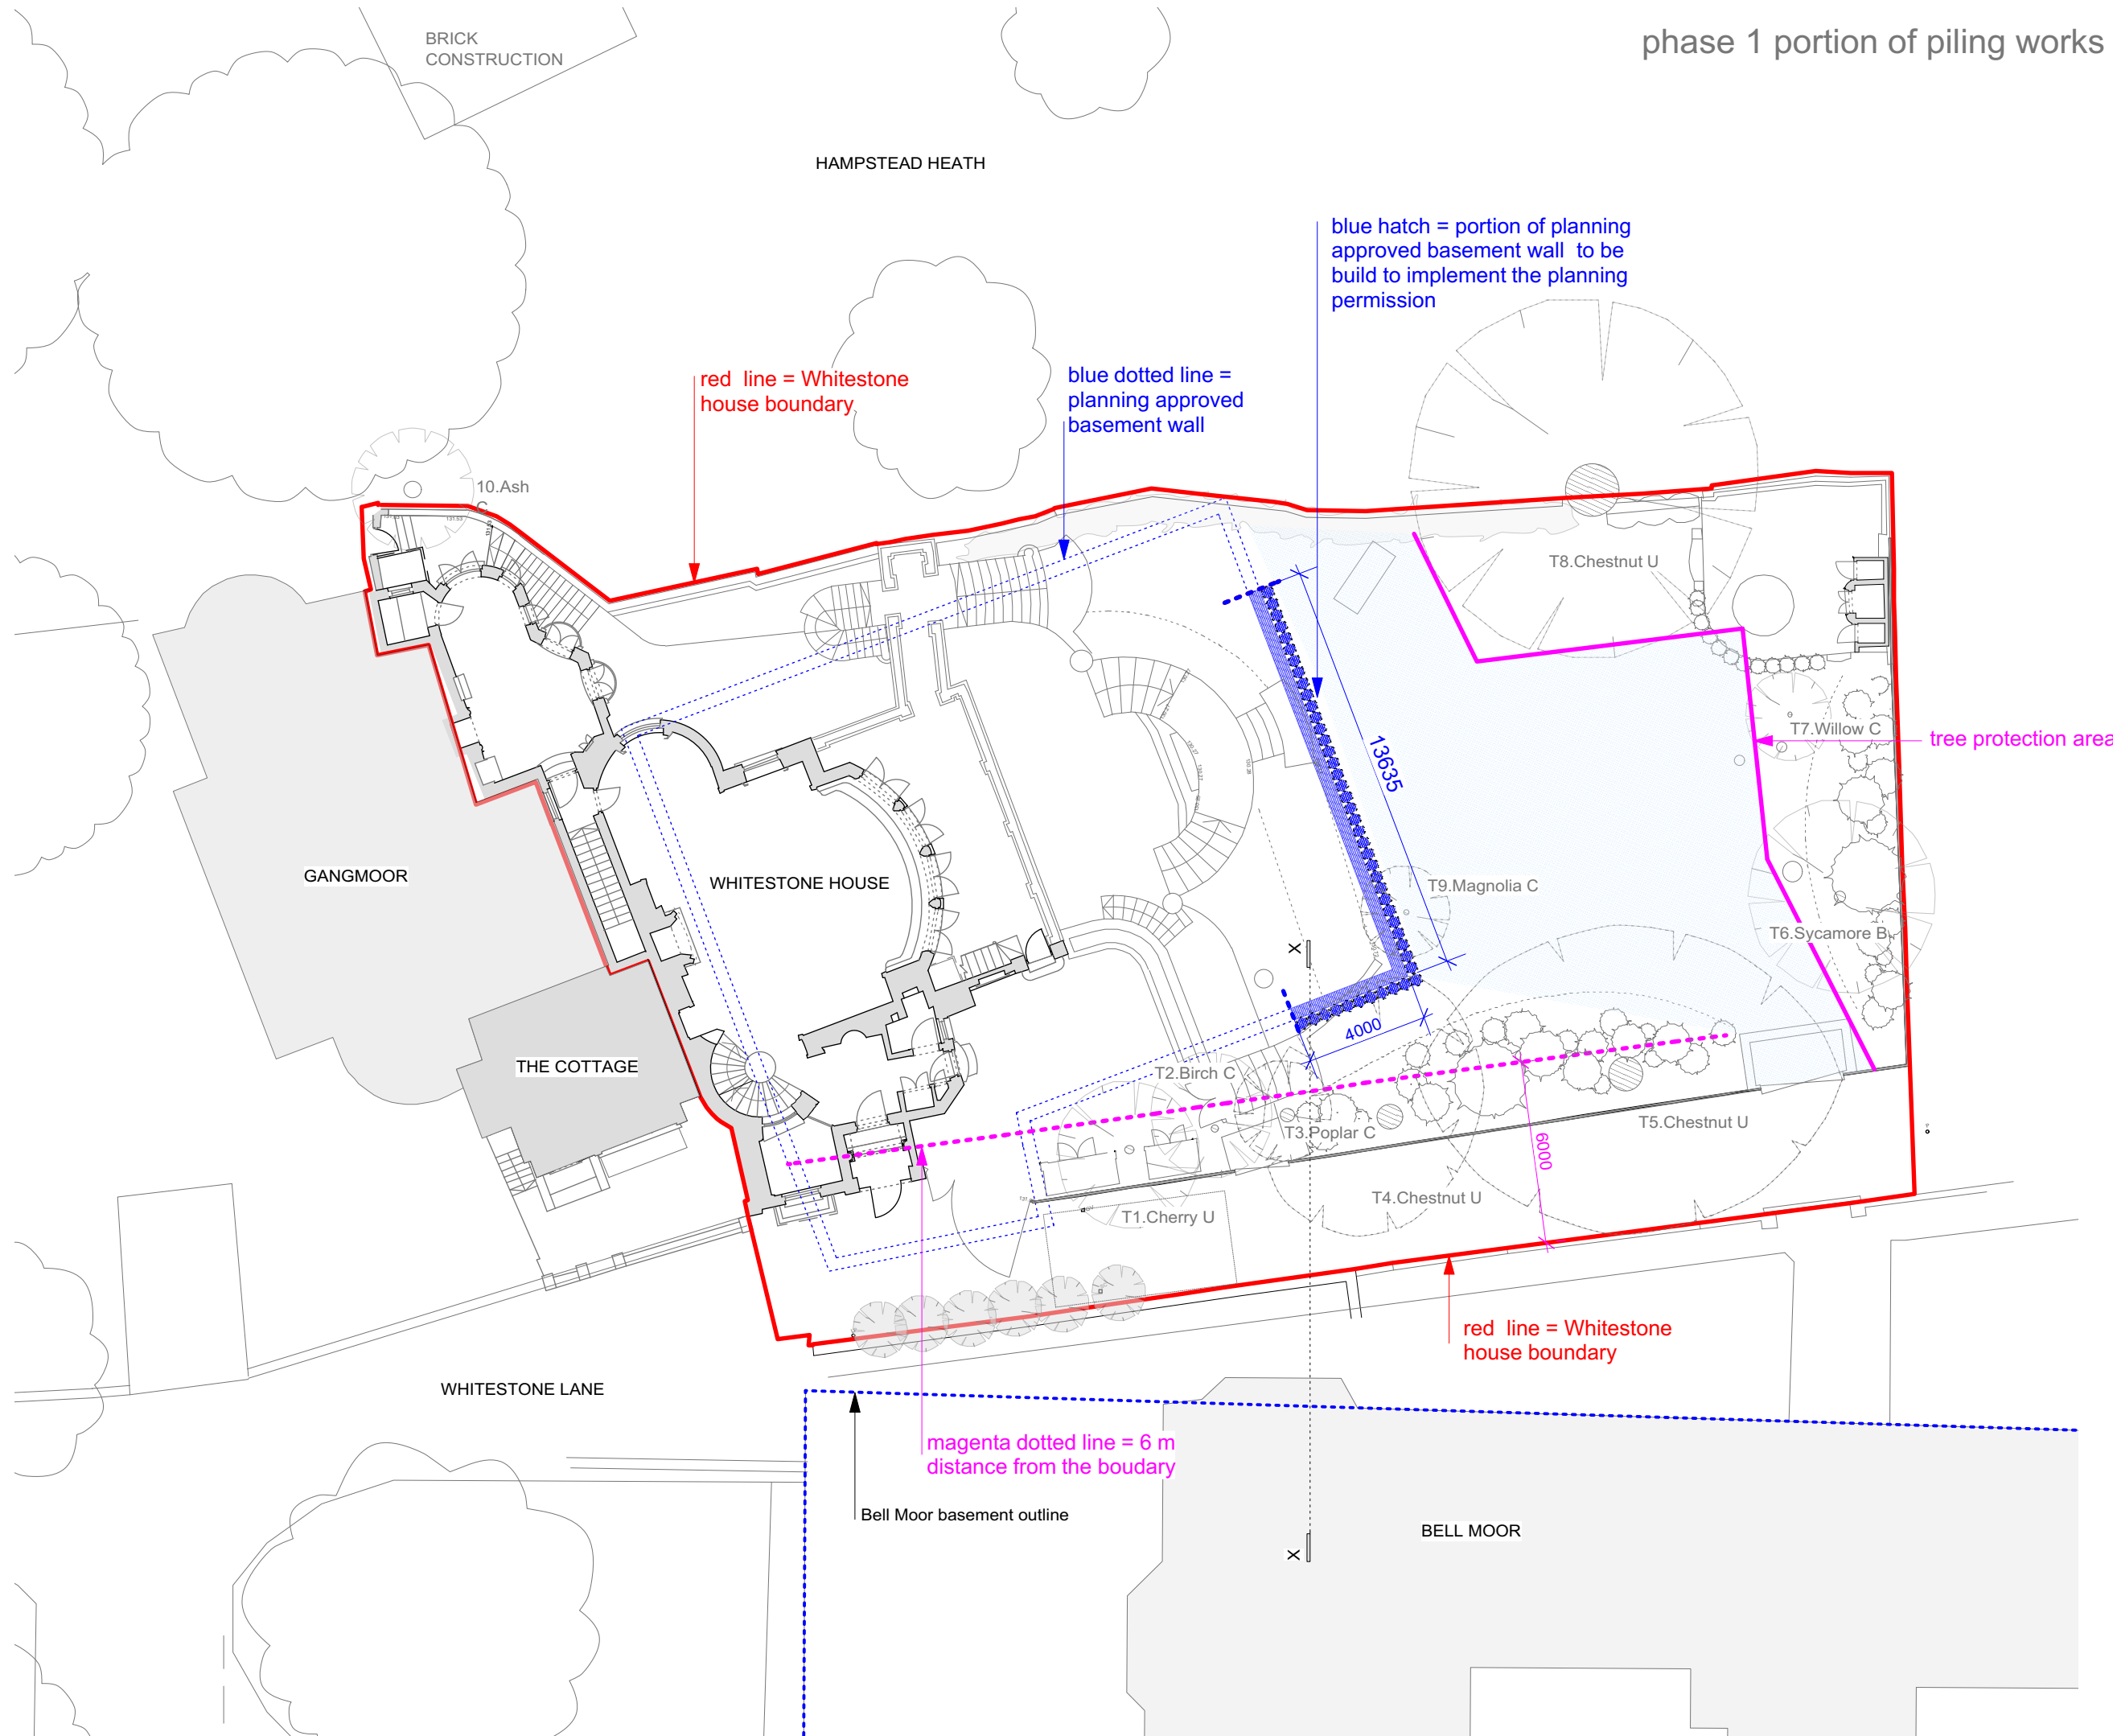 phase 1 portion of piling works
BRICK
CONSTRUCTION
HAMPSTEAD HEATH
blue hatch = portion of planning
approved basement wall to be
build to implement the planning
permission
red line = Whitestone
house boundary
blue dotted line =
planning approved
basement wall
10.Ash
C
T8.Chestnut U
T7.Willow C
tree protection area
13635
GANGMOOR
WHITESTONE HOUSE
T9.Magnolia C
X
T6.Sycamore B
4000
THE COTTAGE
T2.Birch C
T3.Poplar C
T5.Chestnut U
6000
T4.Chestnut U
T1.Cherry U
red line = Whitestone
house boundary
WHITESTONE LANE
magenta dotted line = 6 m
distance from the boudary
Bell Moor basement outline
BELL MOOR
X